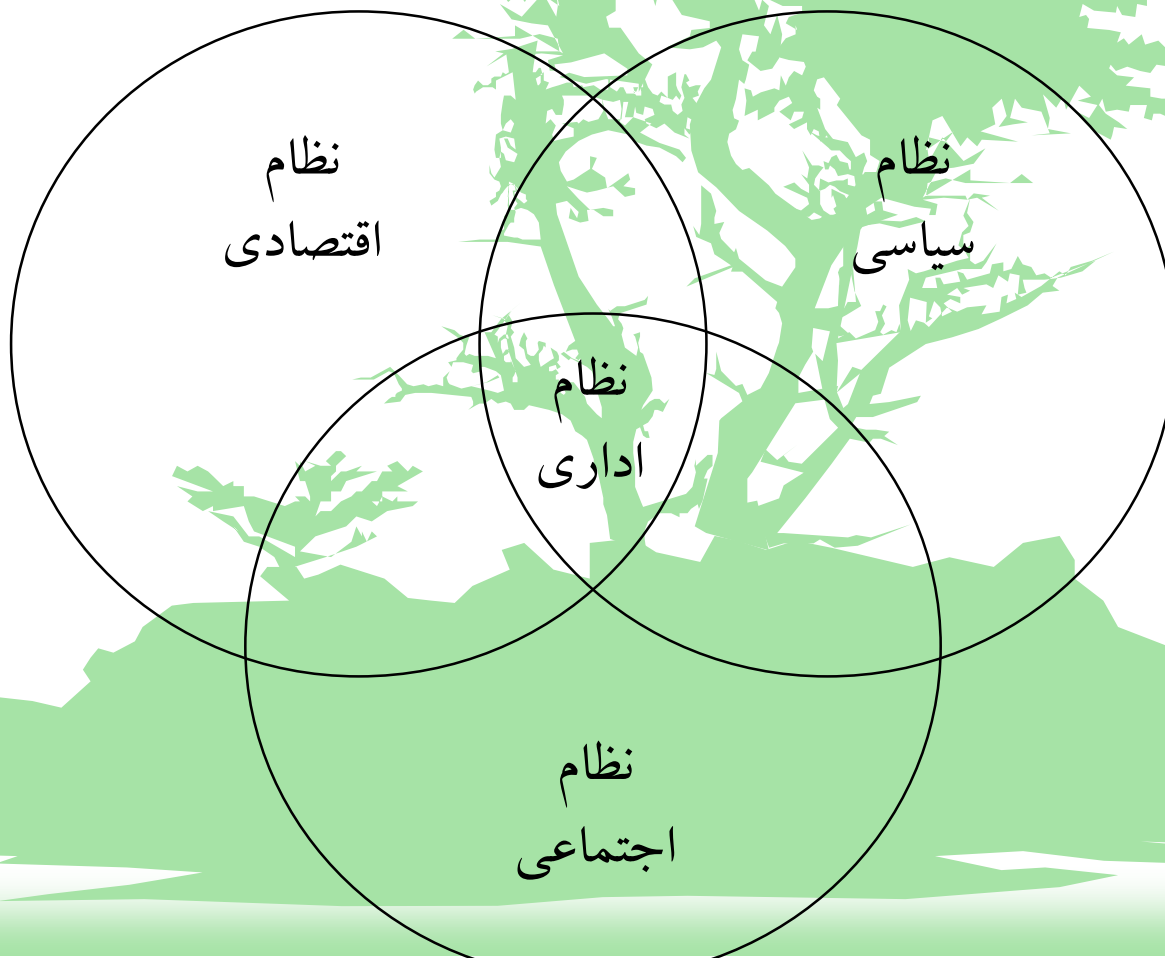 نظام
سیاسی
نظام
اقتصادی
نظام
اداری
نظام
اجتماعی